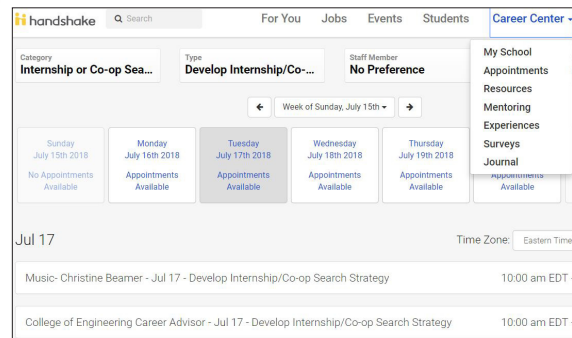 handshake Search For You Jobs Events Students Career Center
Category
Internship or Co-op Sea...
Type
Develop Internship/Co-...
Staff Member
No Preference
My School
Appointments
Resources
Mentoring
Experiences
Surveys
Journal
Week of Sunday, July 15th
Sunday
July 15th 2018
No Appointments
Available
Monday
July 16th 2018
Appointments
Available
Tuesday
July 17th 2018
Appointments
Available
Wednesday
July 18th 2018
Appointments
Available
Thursday
July 19th 2018
Appointments
Available
Available
Jul 17 Time Zone: Eastern Time
Music- Christine Beamer - Jul 17 - Develop Internship/Co-op Search Strategy 10:00 am EDT -
College of Engineering Career Advisor - Jul 17 - Develop Internship/Co-op Search Strategy 10:00 am EDT -